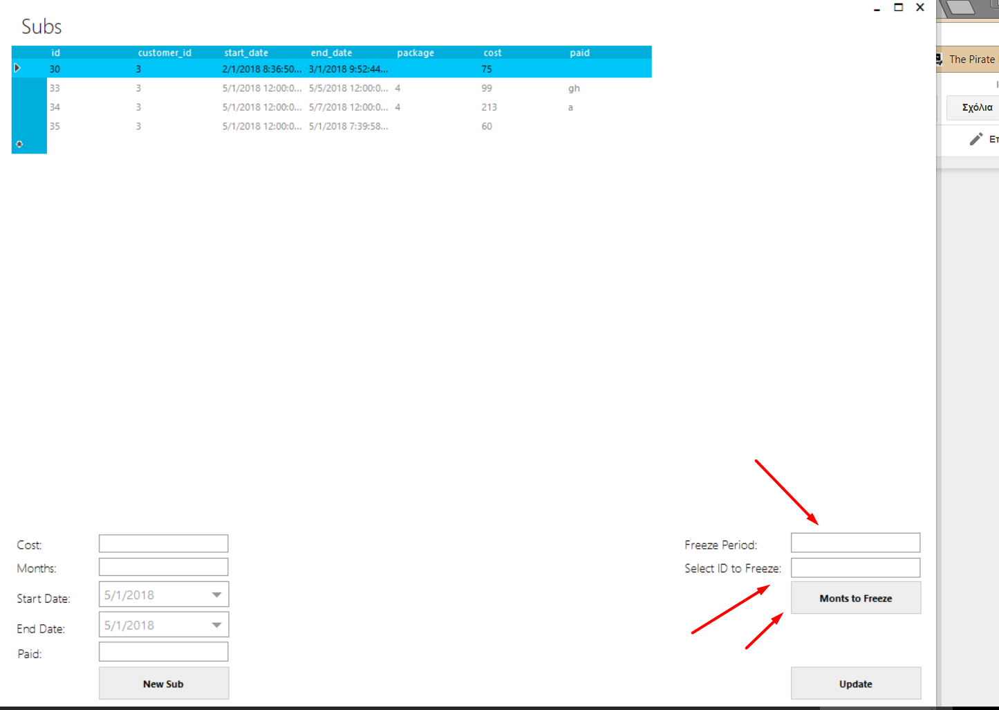 Subs
id customer_id start_date end_date package cost paid
30 3 2/1/2018 8:36:50... 3/1/2018 9:52:44... 75
33 3 5/1/2018 12:00:0... 5/5/2018 12:00:0... 4 99 gh
34 3 5/1/2018 12:00:0... 5/7/2018 12:00:0... 4 213 a
35 3 5/1/2018 12:00:0... 5/1/2018 7:39:58... 60
The Pirate
Σχόλια
Cost:
Months:
Start Date: 5/1/2018
End Date: 5/1/2018
Paid:
New Sub
Freeze Period:
Select ID to Freeze:
Monts to Freeze
Update